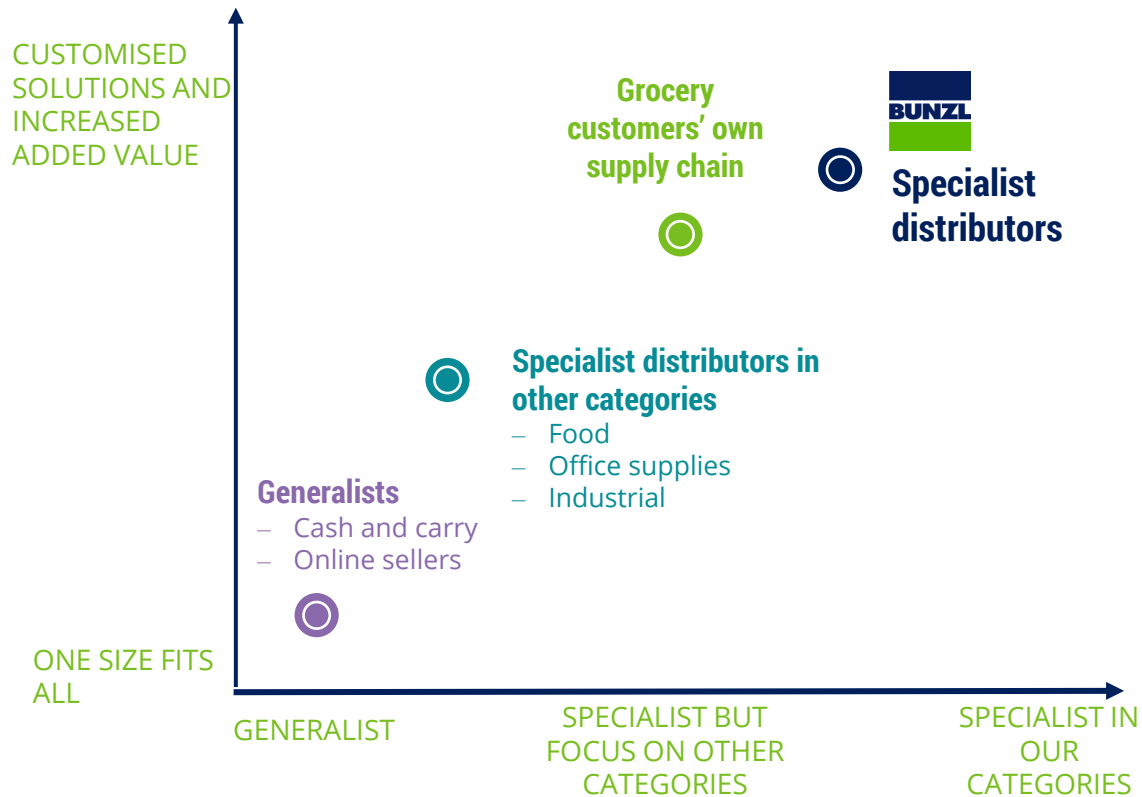 CUSTOMISED
SOLUTIONS AND
INCREASED
ADDED VALUE
Grocery
customers’ own
supply chain
BUNZL
Specialist
distributors
Specialist distributors in
other categories
– Food
– Office supplies
– Industrial
Generalists
– Cash and carry
– Online sellers
ONE SIZE FITS
ALL
GENERALIST
SPECIALIST BUT
FOCUS ON OTHER
CATEGORIES
SPECIALIST IN
OUR
CATEGORIES